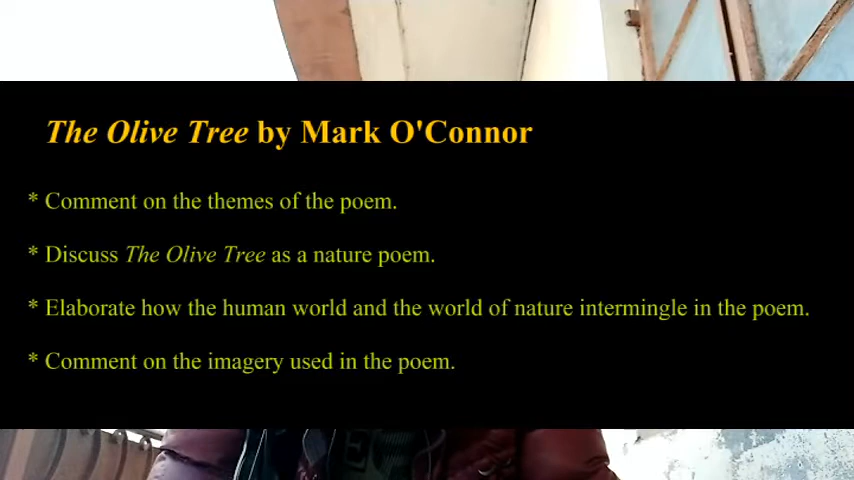 The Olive Tree by Mark O'Connor
* Comment on the themes of the poem.
* Discuss The Olive Tree as a nature poem.
* Elaborate how the human world and the world of nature intermingle in the poem.
* Comment on the imagery used in the poem.